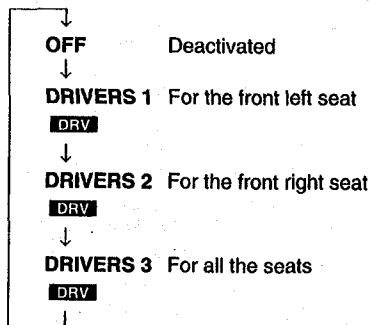 OFF Deactivated
DRIVERS 1 For the front left seat
DRV
DRIVERS 2 For the front right seat
DRV
DRIVERS 3 For all the seats
DRV